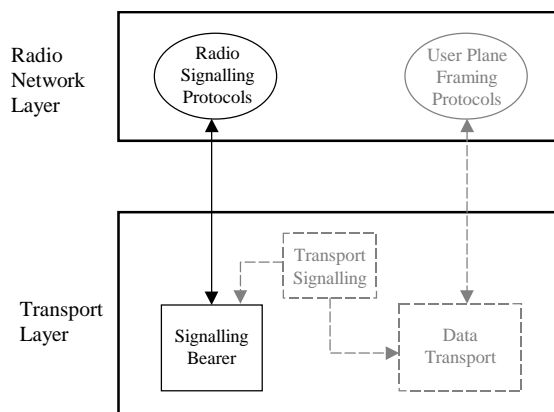 Radio
Network
Layer
Radio
Signalling
Protocols
User Plane
Framing
Protocols
Transport
Layer
Transport
Signalling
Signalling
Bearer
Data
Transport